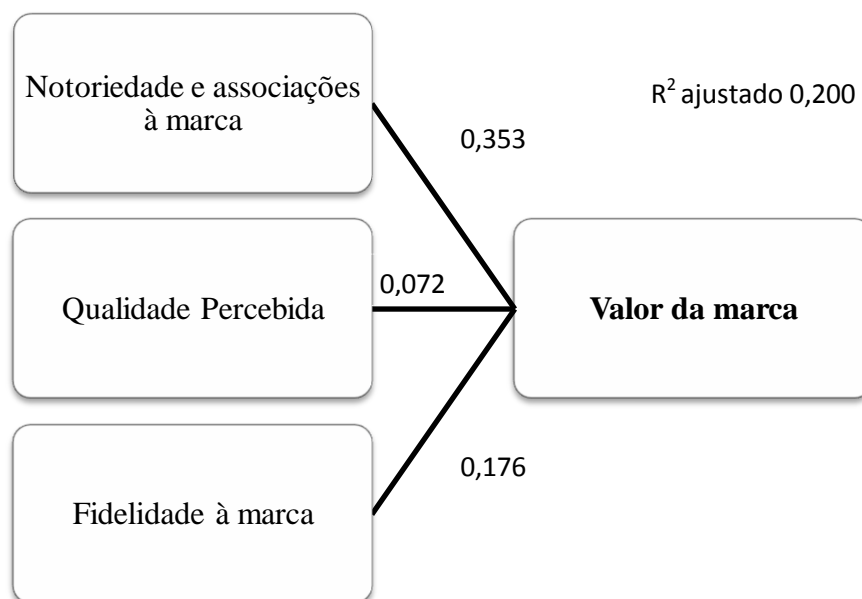 Notoriedade e associações
à marca
R² ajustado 0,200
0,353
Qualidade Percebida
0,072
Valor da marca
0,176
Fidelidade à marca